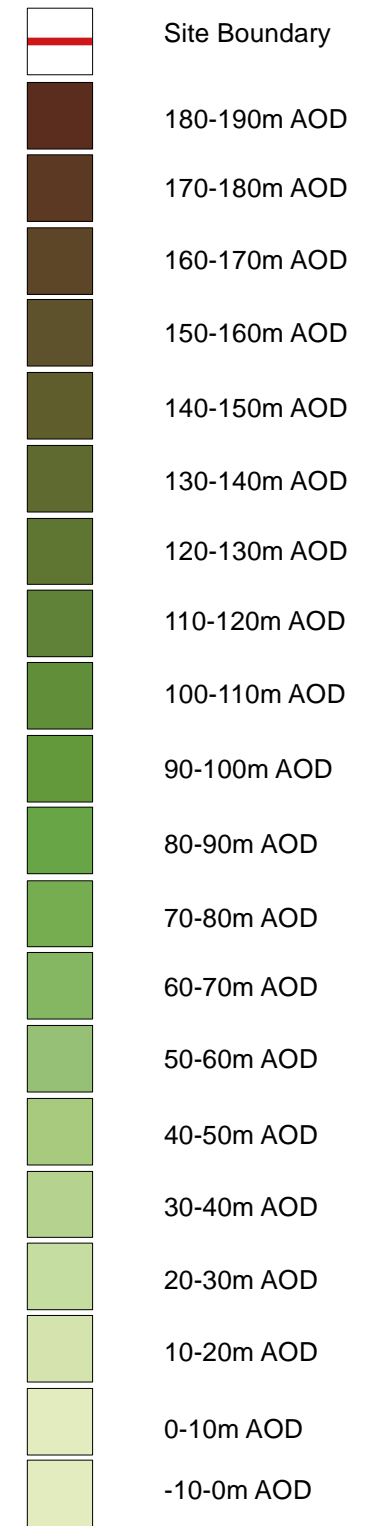 Site Boundary
180-190m AOD
170-180m AOD
160-170m AOD
150-160m AOD
140-150m AOD
130-140m AOD
120-130m AOD
110-120m AOD
100-110m AOD
90-100m AOD
80-90m AOD
70-80m AOD
60-70m AOD
50-60m AOD
40-50m AOD
30-40m AOD
20-30m AOD
10-20m AOD
0-10m AOD
-10-0m AOD